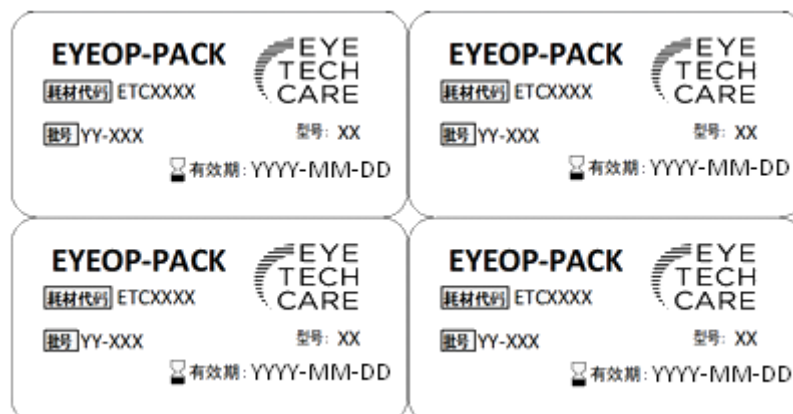 EYEOP-PACK
EYE
TECH
CARE
耗材代码 ETCXXXX
批号 YY-XXX 型号: XX
有效期: YYYY-MM-DD
EYEOP-PACK
EYE
TECH
CARE
耗材代码 ETCXXXX
批号 YY-XXX 型号: XX
有效期: YYYY-MM-DD
EYEOP-PACK
EYE
TECH
CARE
耗材代码 ETCXXXX
批号 YY-XXX 型号: XX
有效期: YYYY-MM-DD
EYEOP-PACK
EYE
TECH
CARE
耗材代码 ETCXXXX
批号 YY-XXX 型号: XX
有效期: YYYY-MM-DD